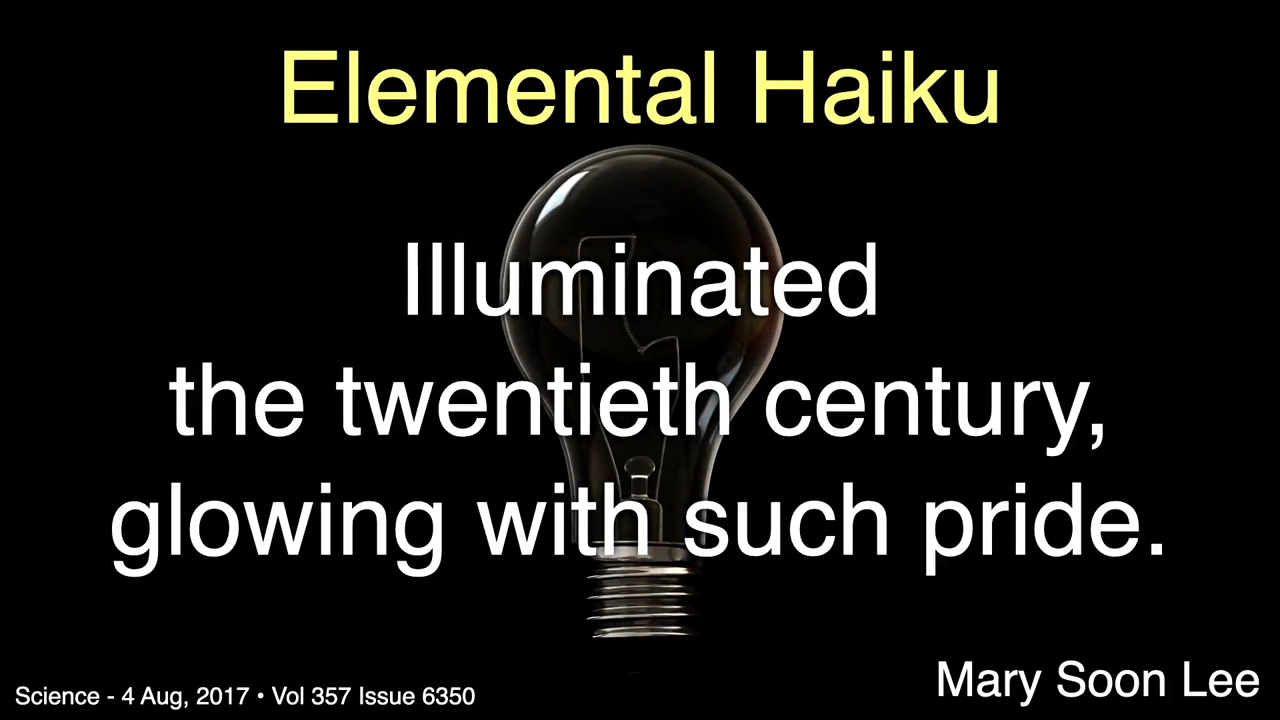 Elemental Haiku
Illuminated
the twentieth century,
glowing with such pride.
Mary Soon Lee
Science - 4 Aug, 2017 • Vol 357 Issue 6350